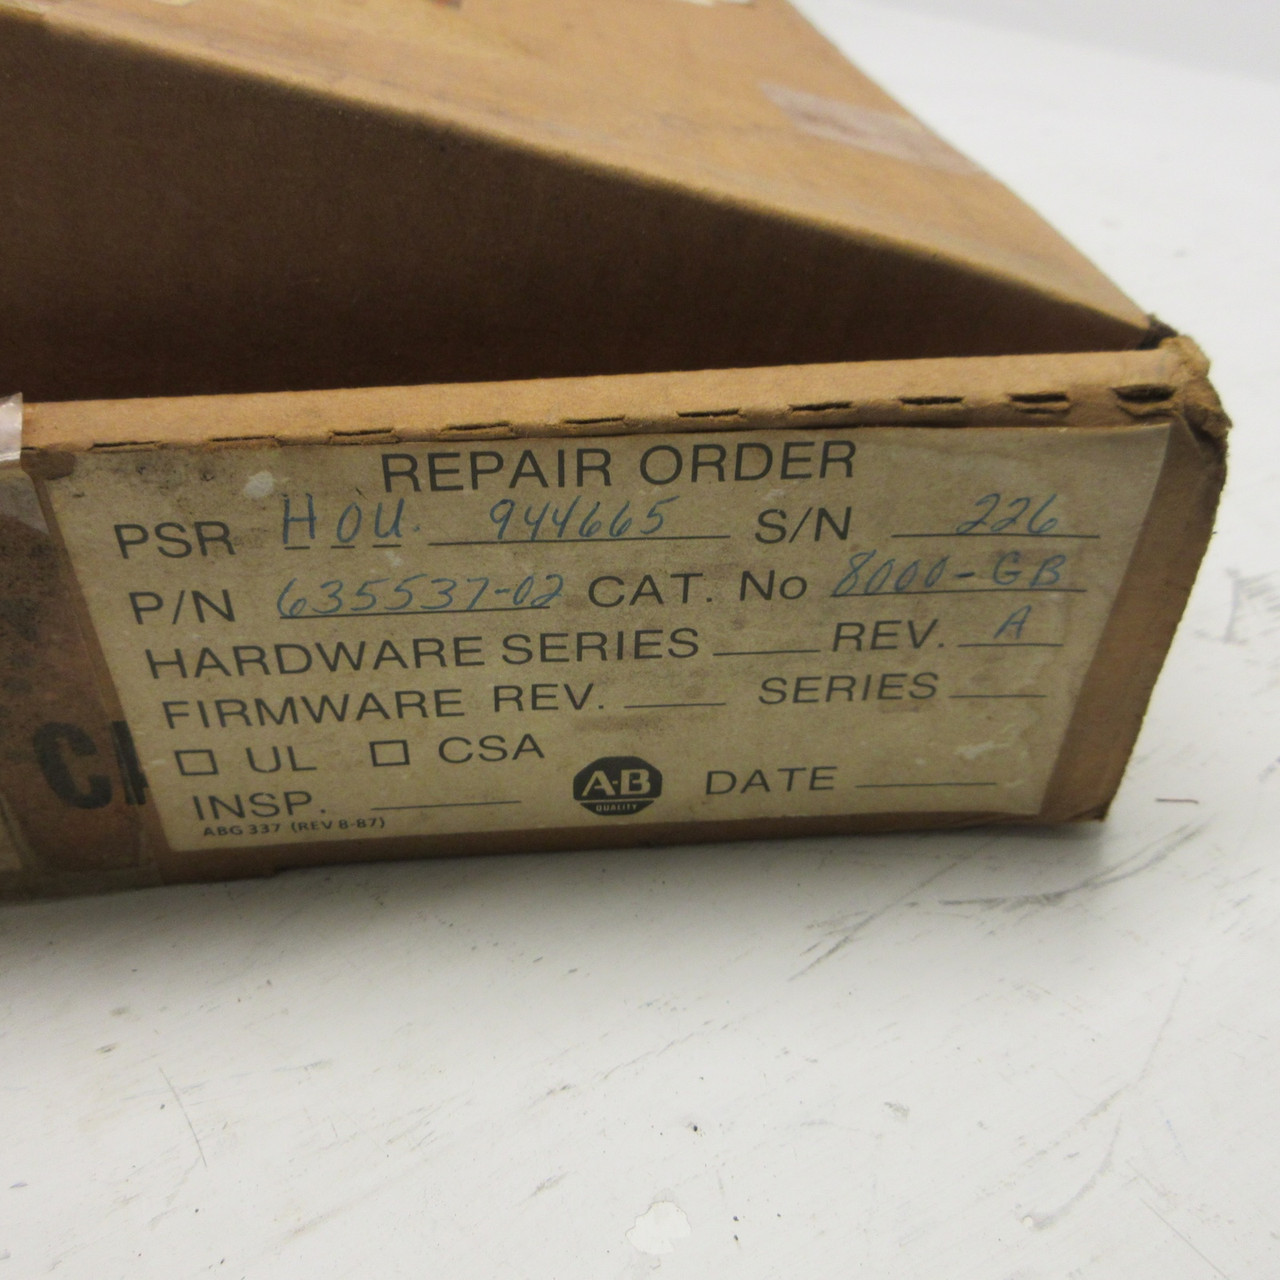 REPAIR ORDER
PSR HOU. 944665 S/N 226
P/N 635537-02 CAT. No 8000-GB
HARDWARE SERIES REV. A
FIRMWARE REV. SERIES
UL CSA
INSP. A-B QUALITY DATE
ABG 337 (REV 8-87)